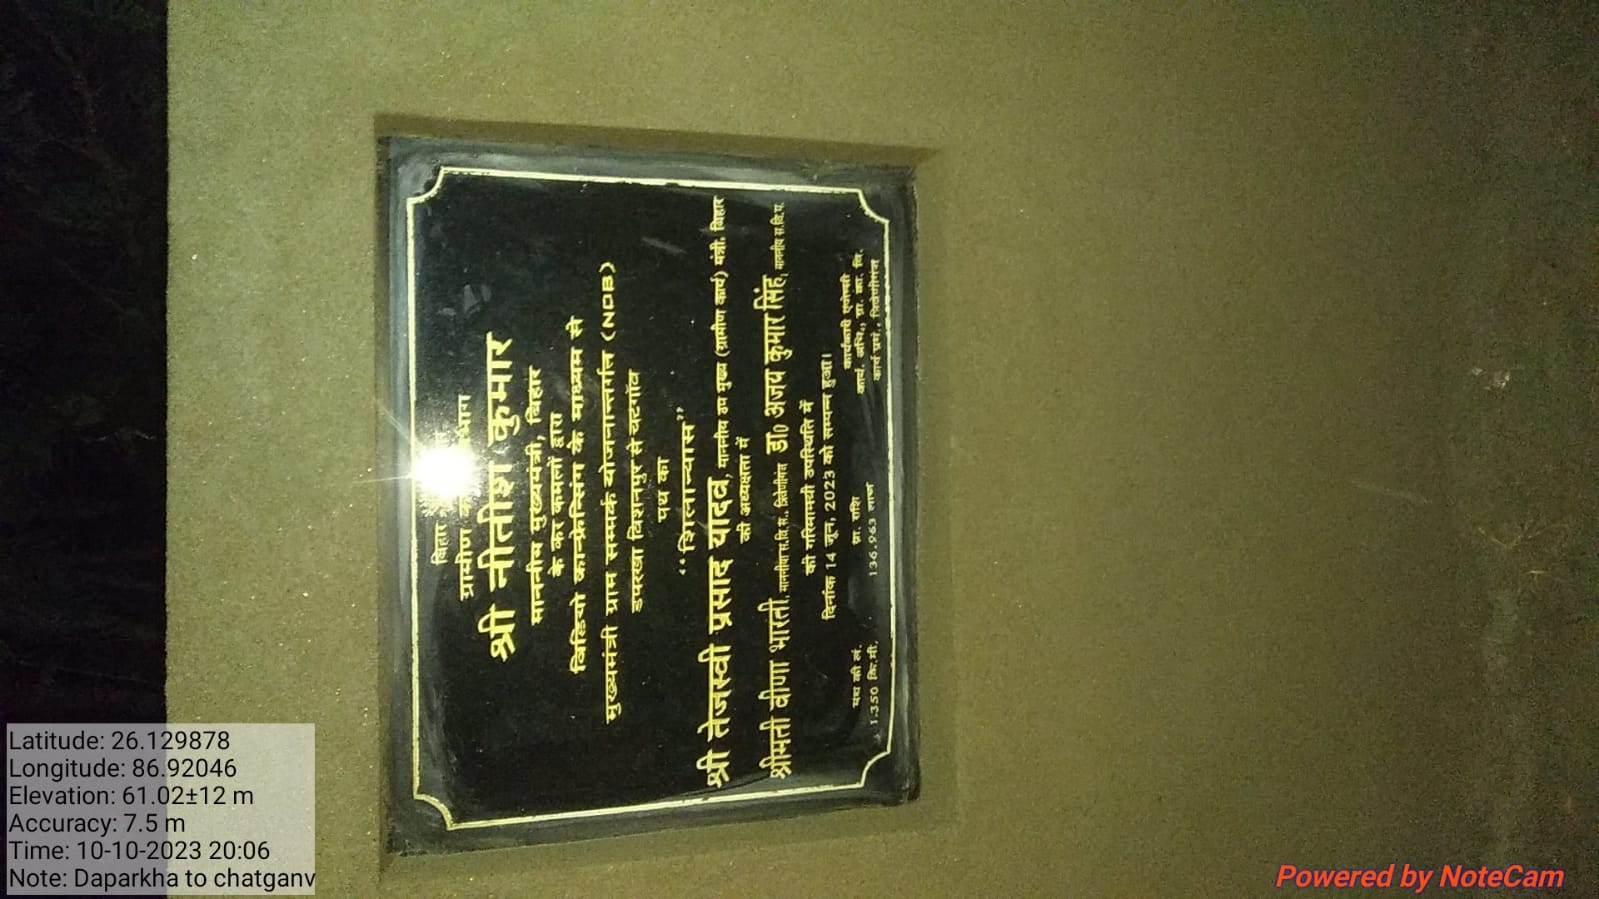 बिहार
ग्रामीण
श्री नीतीश कुमार
माननीय मुख्यमंत्री, बिहार
के कर कमलों द्वारा
विडियो कान्फ्रेन्सिंग के माध्यम से
मुख्यमंत्री ग्राम सम्पर्क योजनान्तर्गत (NDB)
डपरखा विशनपुर से चटगाँव
पथ का
"शिलान्यास"
श्री तेजस्वी प्रसाद यादव, माननीय उप मुख्य (ग्रामीण कार्य) मंत्री, बिहार
की अध्यक्षता में
श्रीमती वीणा भारती, माननीया स.वि.स., त्रिवेणीगंज डा0 अजय कुमार सिंह, माननीय स.वि.प.
की गरिमामयी उपस्थिति में
दिनांक 14 जून, 2023 को सम्पन्न हुआ।
पथ की लं. प्रा. राशि कार्यकारी एजेन्सी
1.350 कि.मी. 136.963 लाख कार्य. अभि., ग्रा. का. वि.
कार्य प्रमं., त्रिवेणीगंज
Latitude: 26.129878
Longitude: 86.92046
Elevation: 61.02±12 m
Accuracy: 7.5 m
Time: 10-10-2023 20:06
Note: Daparkha to chatganv
Powered by NoteCam